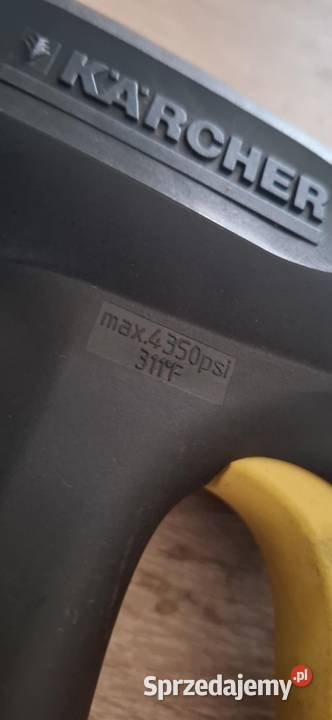 KÄRCHER
max.4350psi
311°F
Sprzedajemy.pl